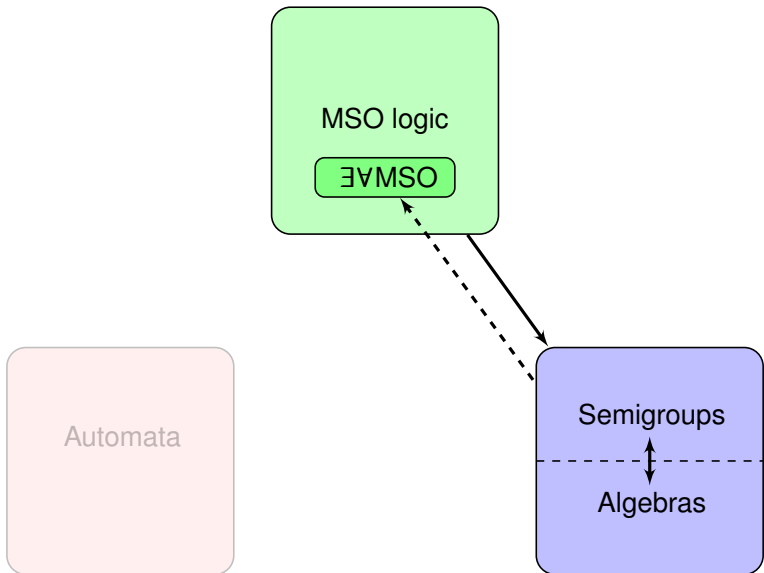 MSO logic
∃∀MSO
Automata
Semigroups
Algebras